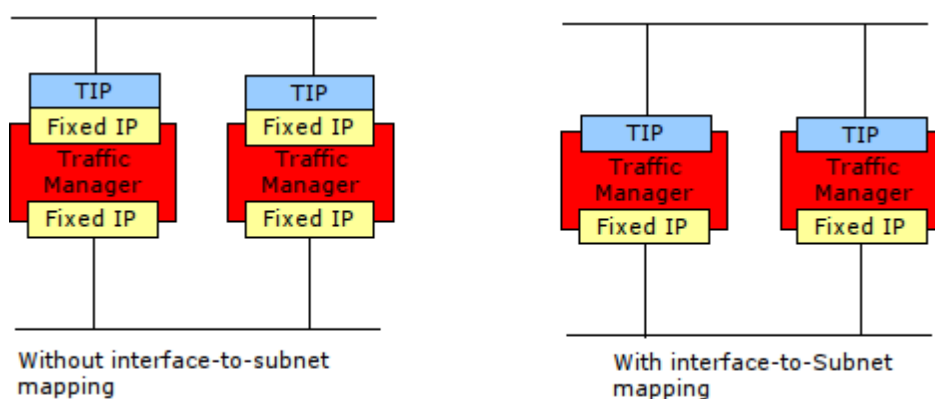 TIP
Fixed IP
Traffic
Manager
Fixed IP
TIP
Fixed IP
Traffic
Manager
Fixed IP
Without interface-to-subnet
mapping
TIP
Traffic
Manager
Fixed IP
TIP
Traffic
Manager
Fixed IP
With interface-to-Subnet
mapping